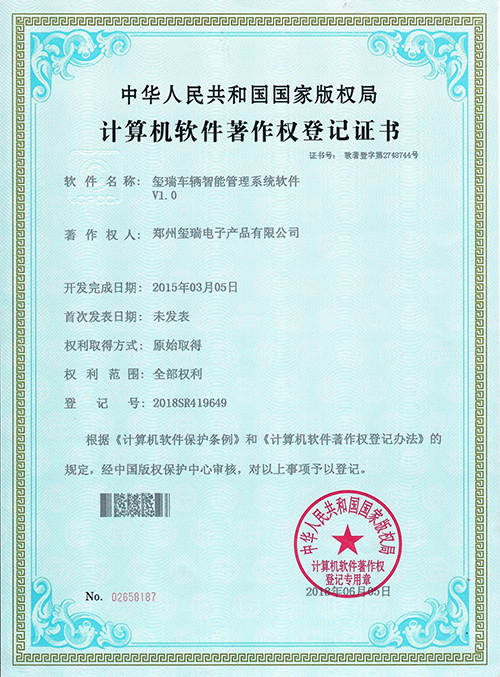 中华人民共和国国家版权局
计算机软件著作权登记证书
证书号： 软著登字第2748744号
软件名称： 玺瑞车辆智能管理系统软件
V1.0
著作权人： 郑州玺瑞电子产品有限公司
开发完成日期： 2015年03月05日
首次发表日期： 未发表
权利取得方式： 原始取得
权利范围： 全部权利
登记号： 2018SR419649
根据《计算机软件保护条例》和《计算机软件著作权登记办法》的
规定，经中国版权保护中心审核，对以上事项予以登记。
中华人民共和国国家版权局
计算机软件著作权
登记专用章
2018年06月05日
No. 02658187